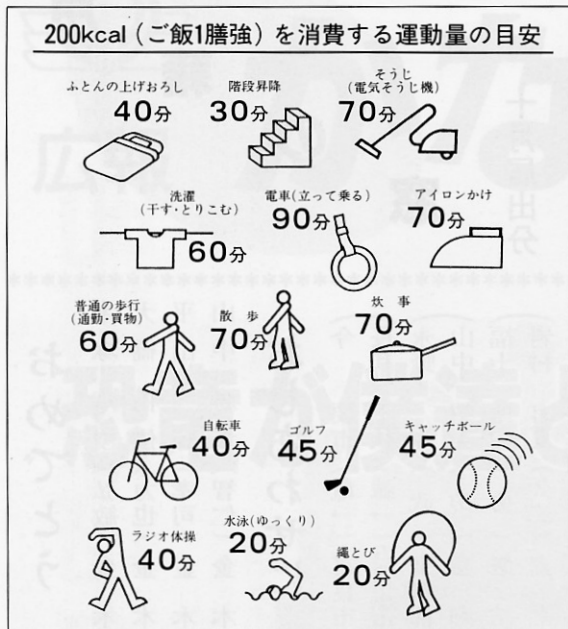 200kcal（ご飯1膳強）を消費する運動量の目安
ふとんの上げおろし
40分
階段昇降
30分
そうじ
（電気そうじ機）
70分
洗濯
（干す・とりこむ）
60分
電車（立って乗る）
90分
アイロンかけ
70分
普通の歩行
（通勤・買物）
60分
散歩
70分
炊事
70分
自転車
40分
ゴルフ
45分
キャッチボール
45分
ラジオ体操
40分
水泳（ゆっくり）
20分
縄とび
20分